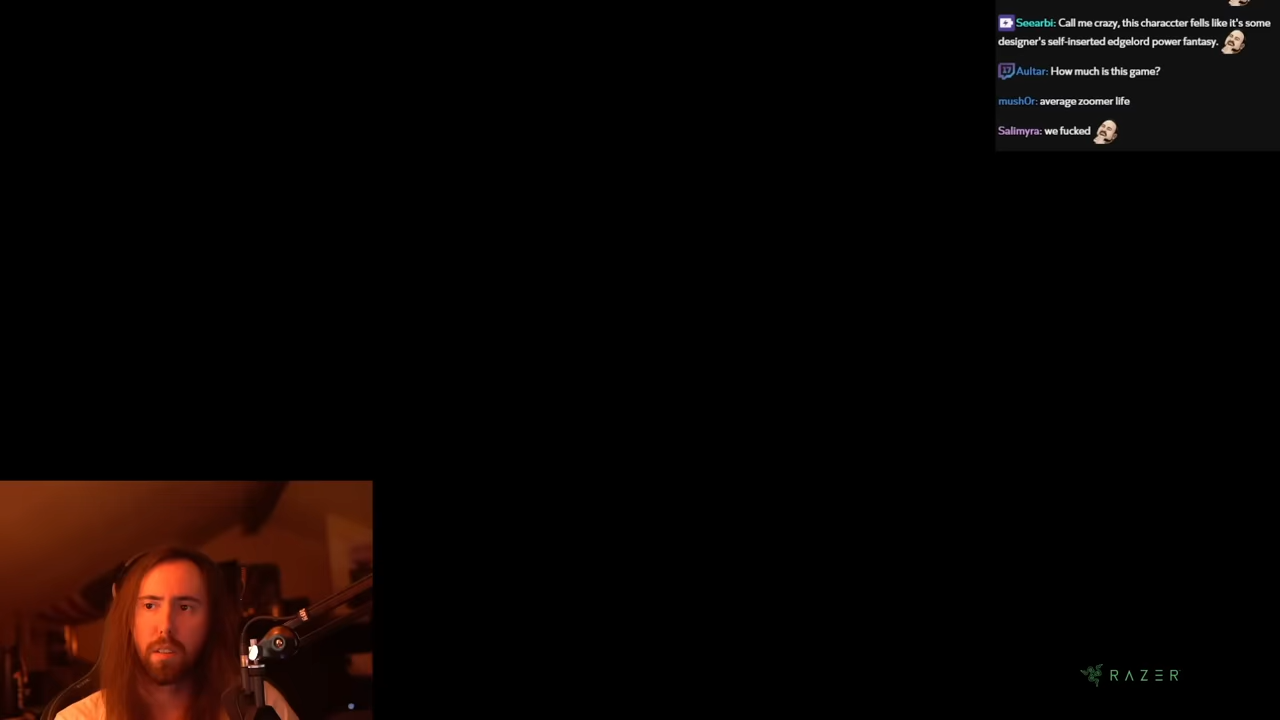 Seearbi: Call me crazy, this characcter fells like it's some
designer's self-inserted edgelord power fantasy.
Aultar: How much is this game?
mush0r: average zoomer life
Salimyra: we fucked
RAZER